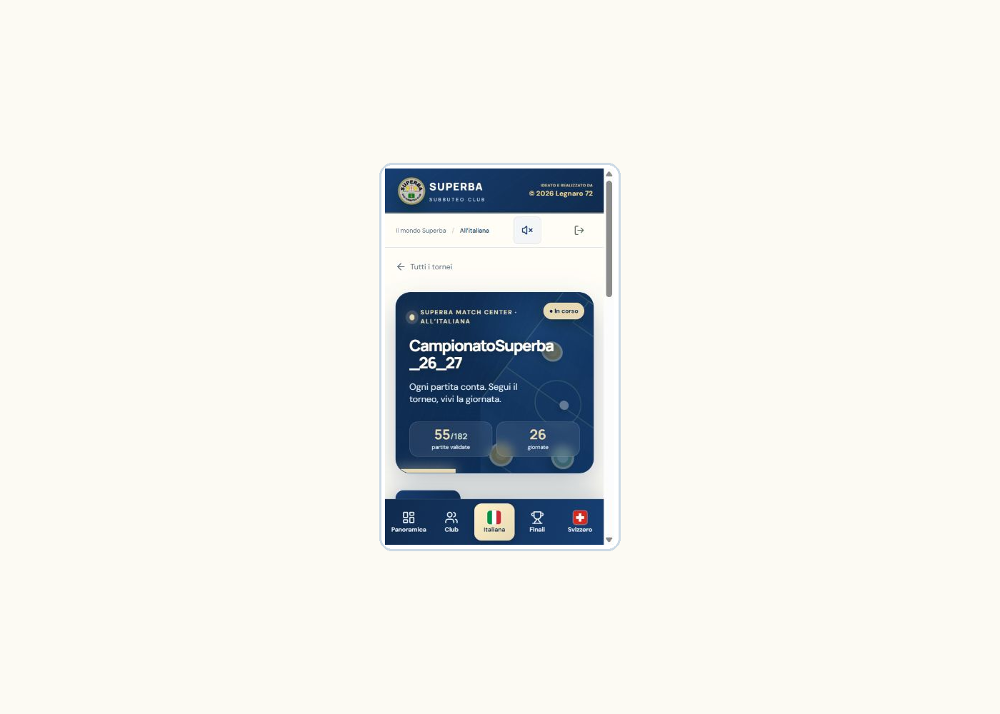 SUPERBA
SUBBUTEO CLUB
IDEATO E REALIZZATO DA
© 2026 Legnaro 72
Il mondo Superba / All'italiana
Tutti i tornei
SUPERBA MATCH CENTER ·
ALL'ITALIANA
In corso
CampionatoSuperba
_26_27
Ogni partita conta. Segui il
torneo, vivi la giornata.
55/182
partite validate
26
giornate
Panoramica
Club
Italiana
Finali
Svizzero